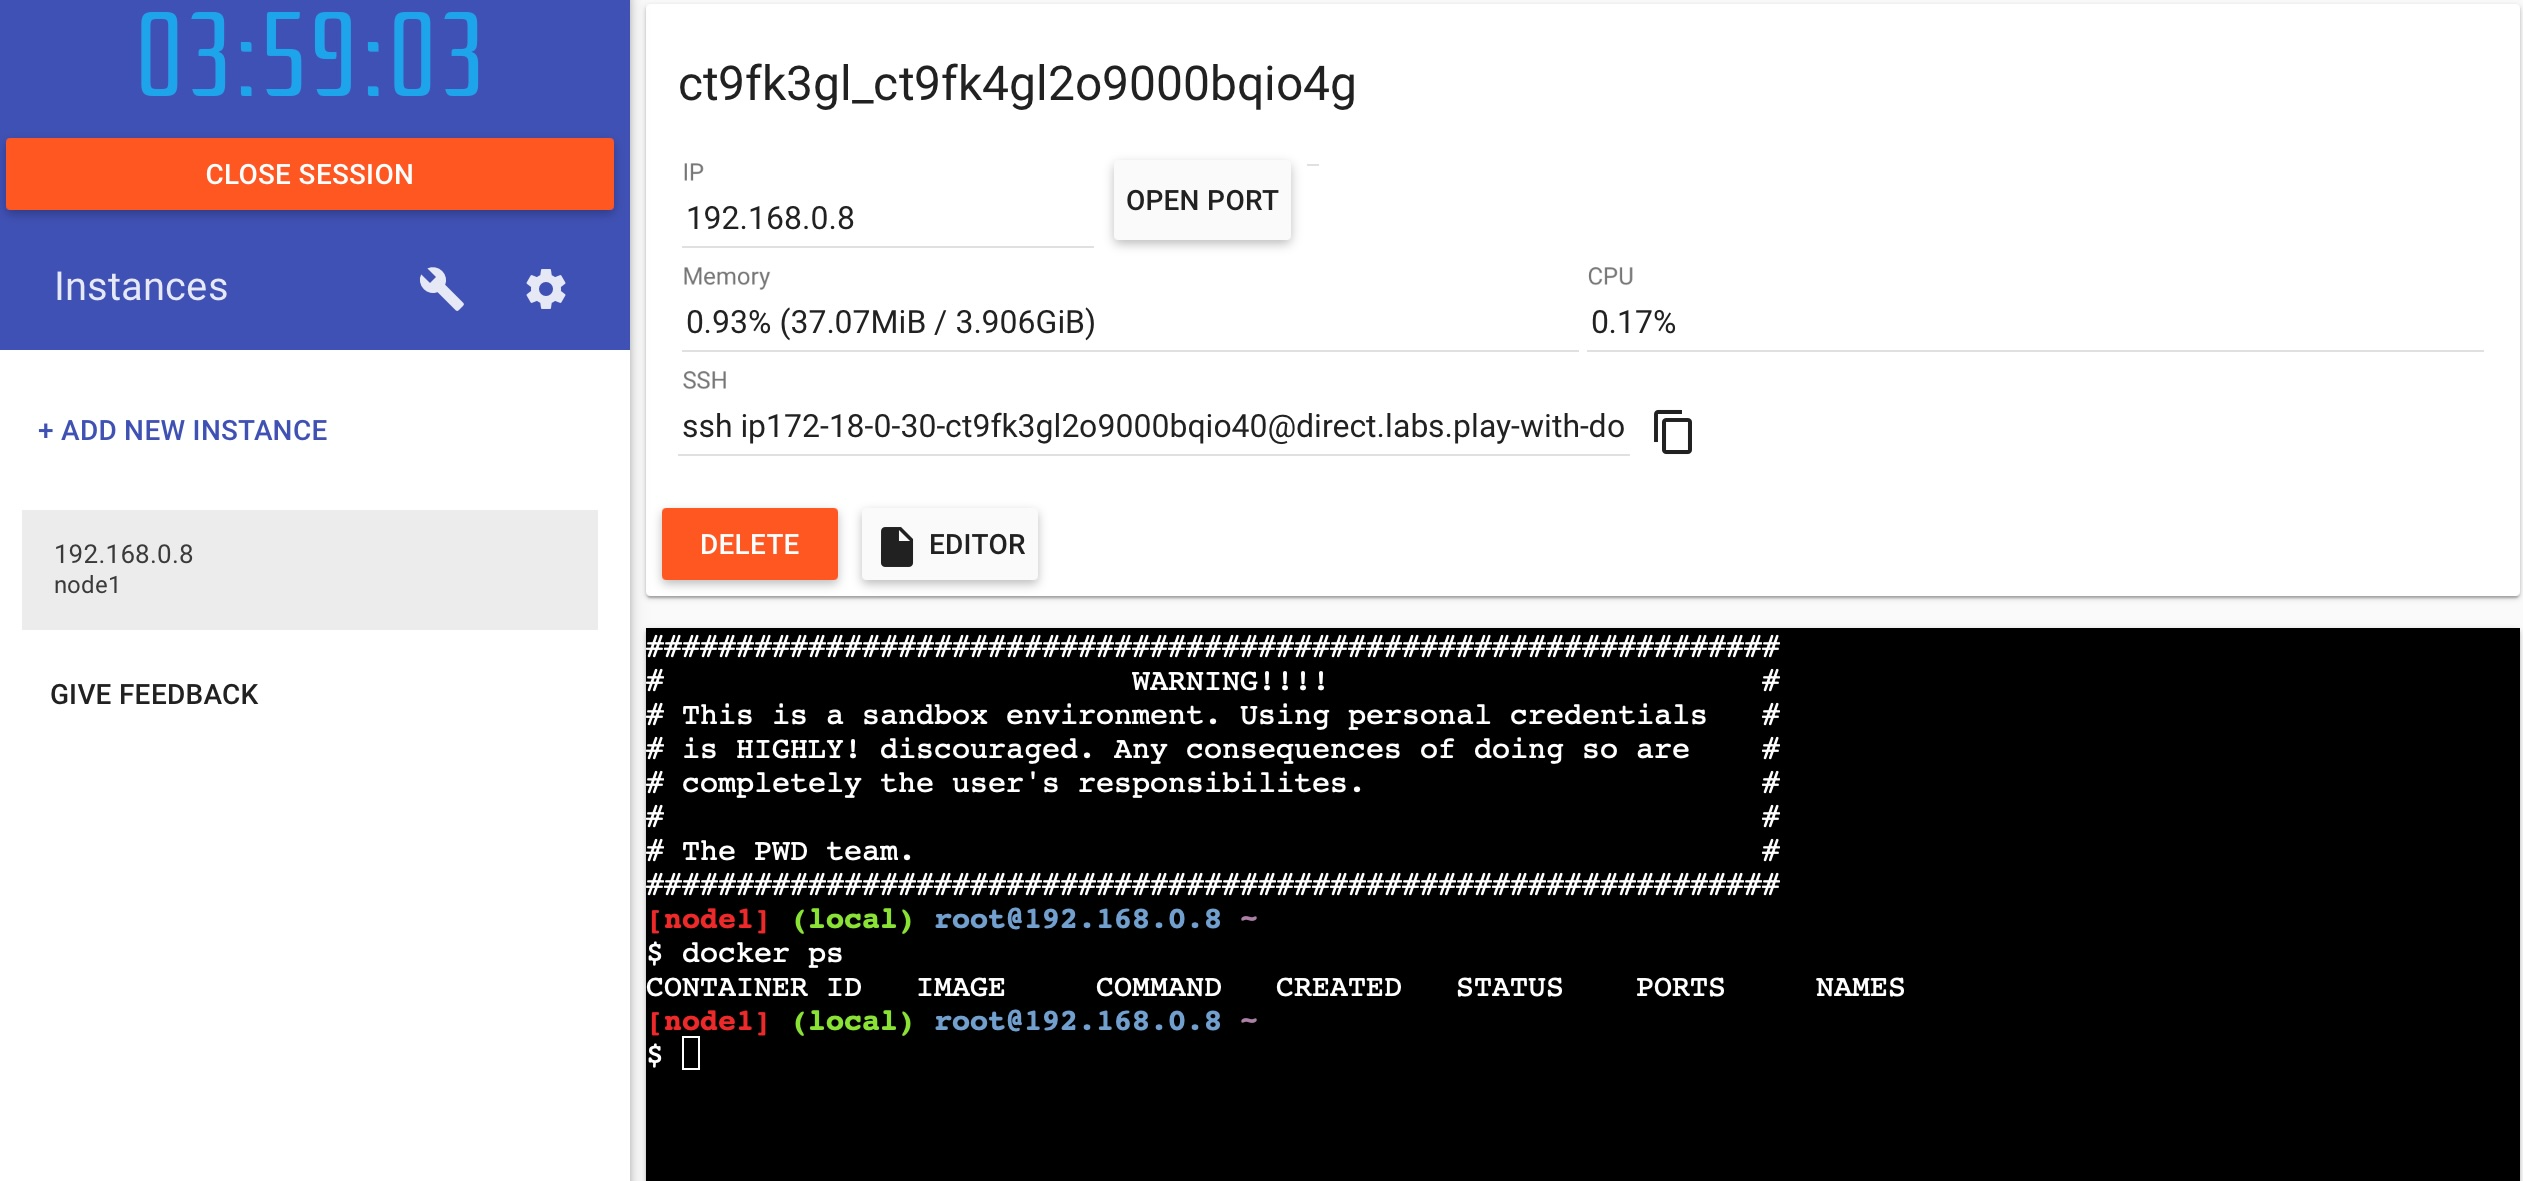 03:59:03
CLOSE SESSION
Instances
+ ADD NEW INSTANCE
192.168.0.8
node1
GIVE FEEDBACK
ct9fk3gl_ct9fk4gl2o9000bqio4g
IP
192.168.0.8
OPEN PORT
Memory
0.93% (37.07MiB / 3.906GiB)
CPU
0.17%
SSH
ssh ip172-18-0-30-ct9fk3gl2o9000bqio40@direct.labs.play-with-do
DELETE
EDITOR
###############################################################
#                          WARNING!!!!                        #
# This is a sandbox environment. Using personal credentials   #
# is HIGHLY! discouraged. Any consequences of doing so are    #
# completely the user's responsibilites.                      #
#                                                             #
# The PWD team.                                               #
###############################################################
[node1] (local) root@192.168.0.8 ~
$ docker ps
CONTAINER ID   IMAGE     COMMAND   CREATED   STATUS    PORTS     NAMES
[node1] (local) root@192.168.0.8 ~
$